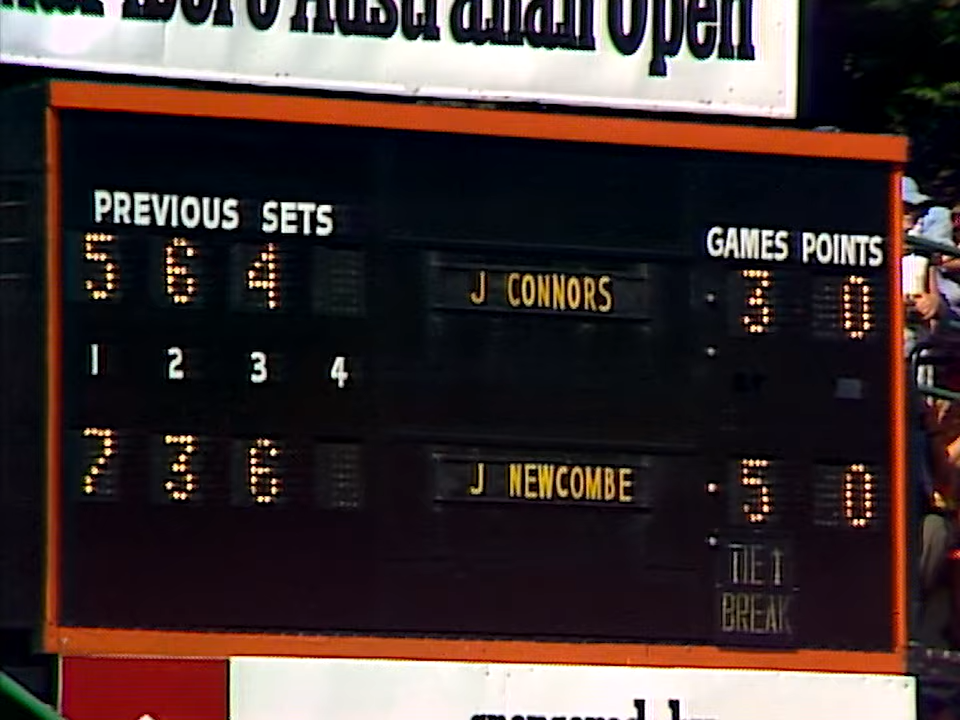 Australian Open
PREVIOUS SETS
GAMES POINTS
5 6 4 J CONNORS 3 0
1 2 3 4
7 3 6 J NEWCOMBE 5 0
TIE
BREAK